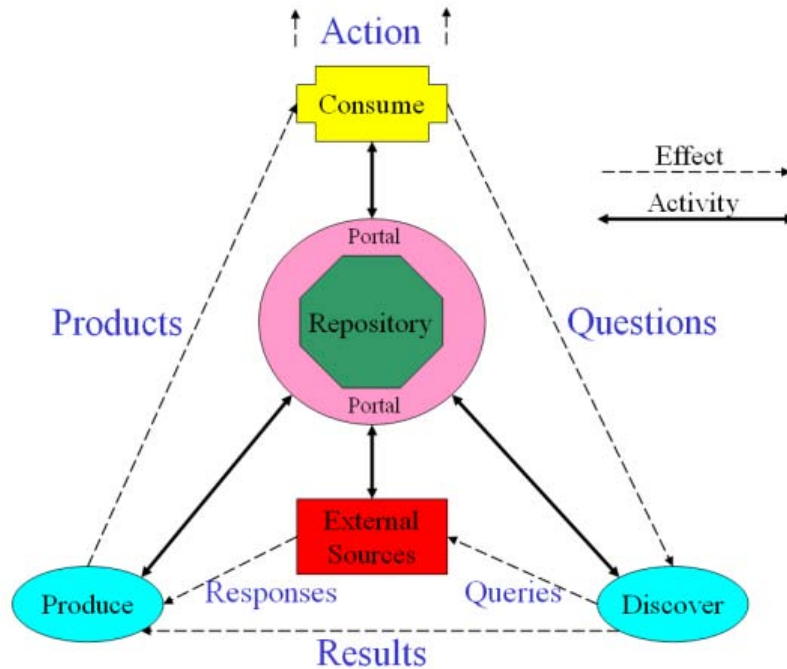 Action
Consume
Effect
Activity
Portal
Products
Repository
Questions
Portal
External
Sources
Produce
Responses
Queries
Discover
Results